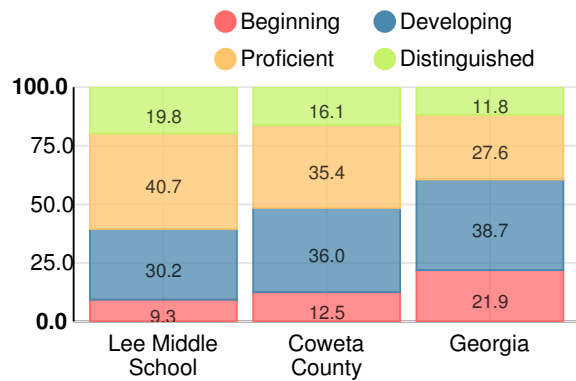 Beginning Developing
Proficient Distinguished
100.0
19.8 16.1 11.8
75.0
40.7 35.4 27.6
50.0
30.2 36.0 38.7
25.0
9.3 12.5 21.9
0.0
Lee Middle Coweta Georgia
School County